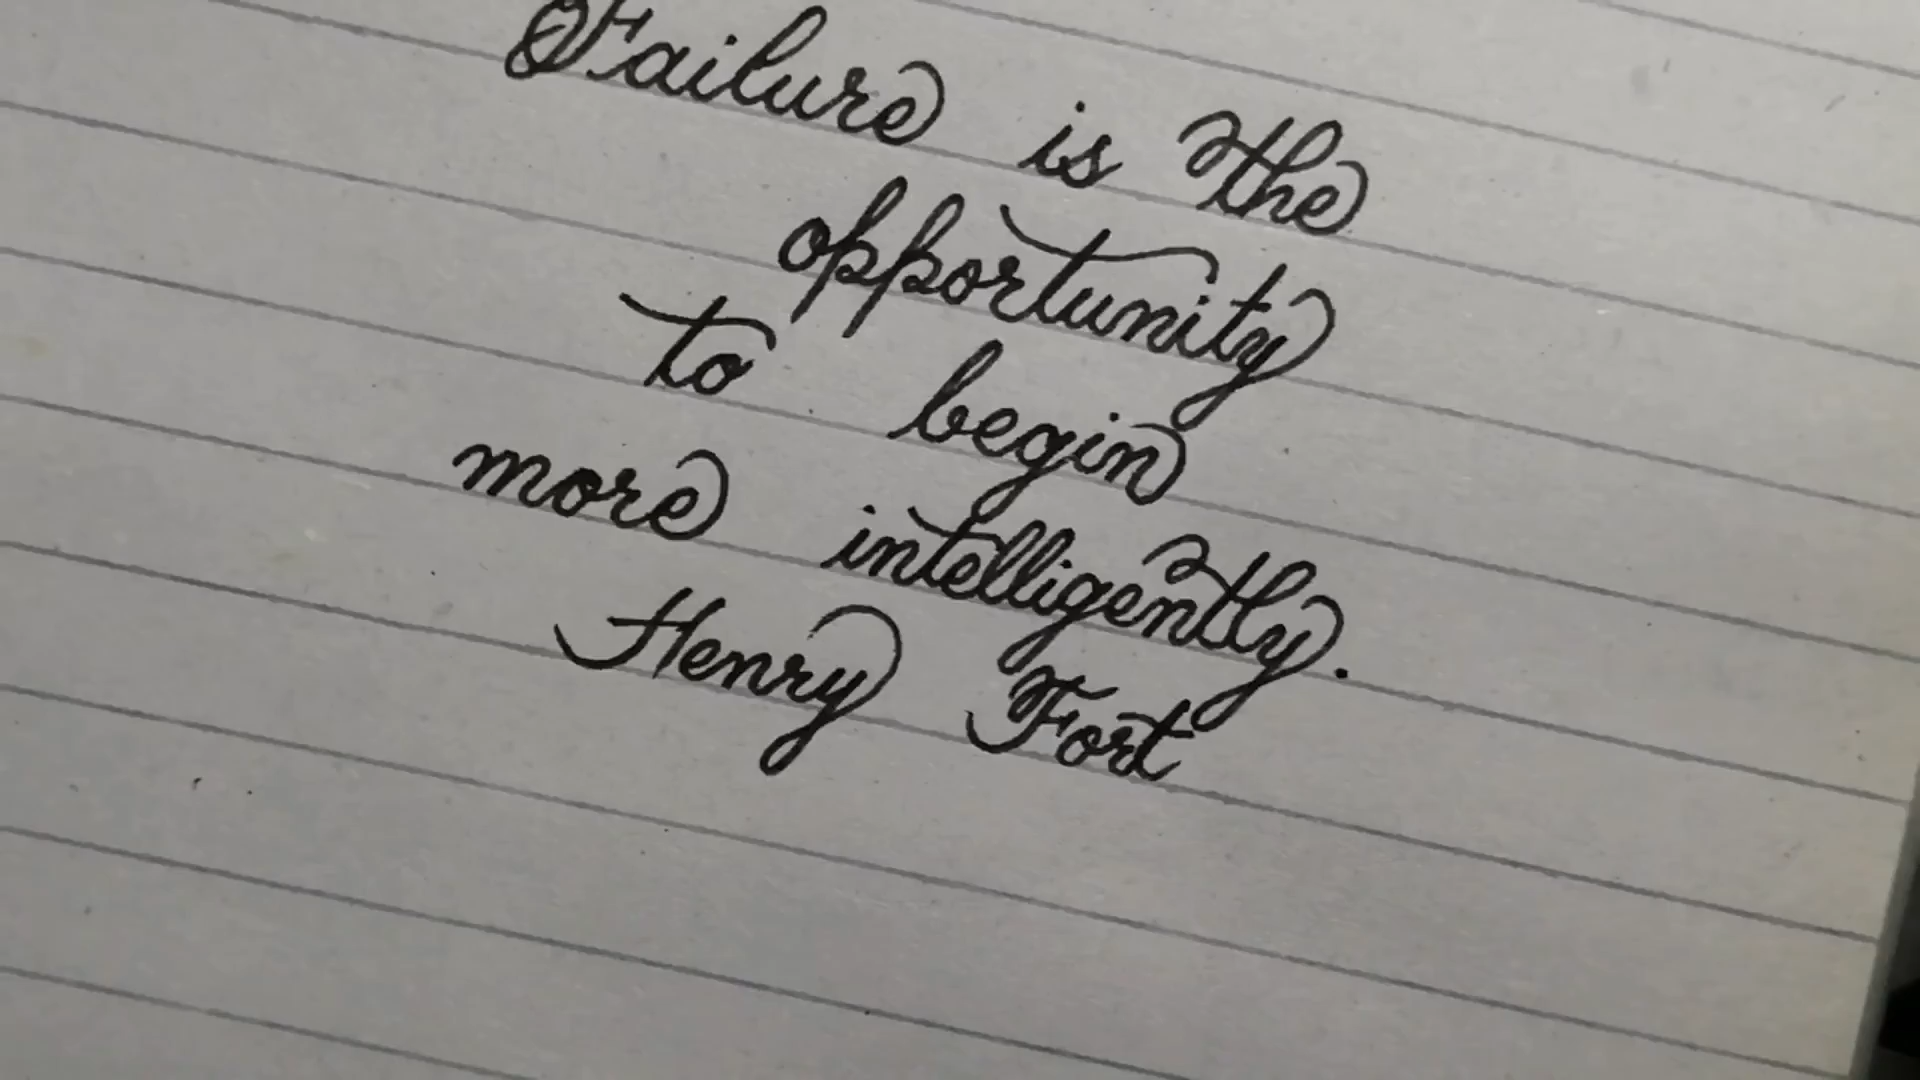 Failure is the
opportunity
to begin
more intelligently.
Henry Fort